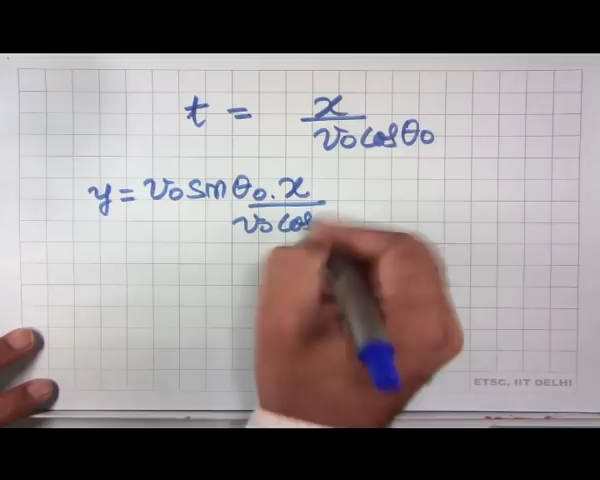 t = x / v₀cosθ₀
y = v₀sinθ₀. x / v₀cos
ETSC, IIT DELHI